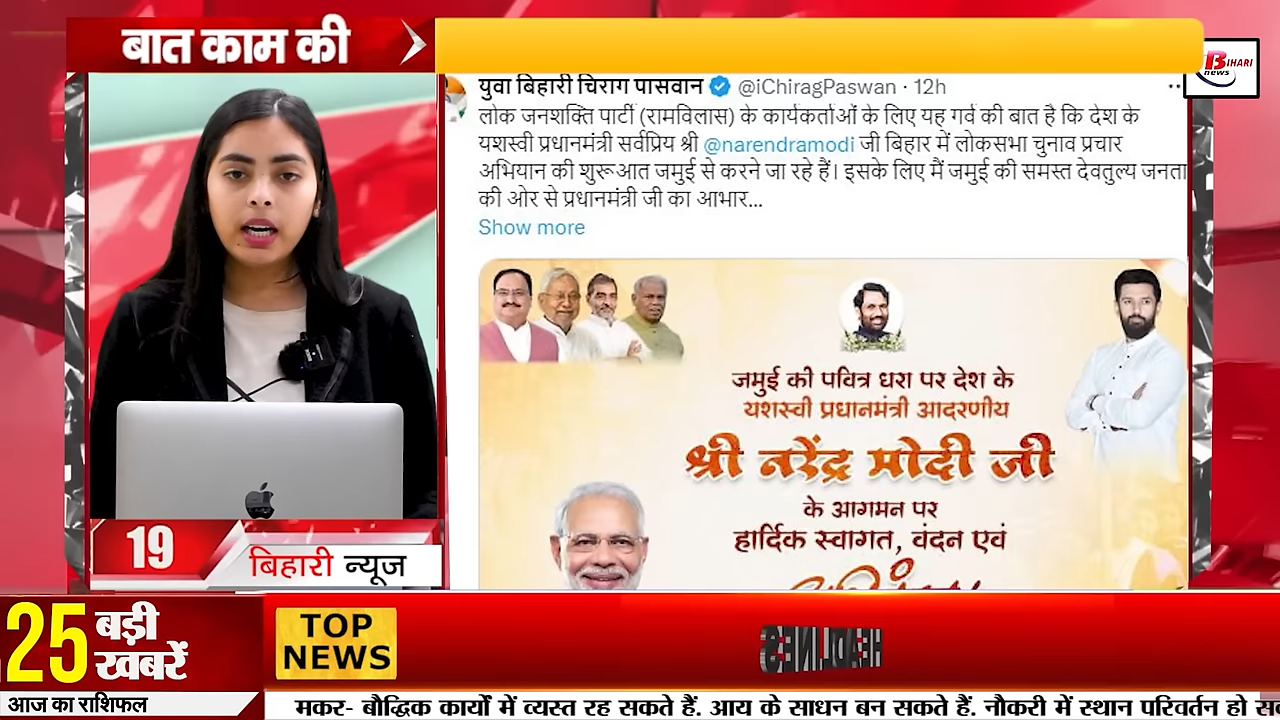 बात काम की
BIHARI
news
युवा बिहारी चिराग पासवान @iChiragPaswan · 12h
लोक जनशक्ति पार्टी (रामविलास) के कार्यकर्ताओं के लिए यह गर्व की बात है कि देश के
यशस्वी प्रधानमंत्री सर्वप्रिय श्री @narendramodi जी बिहार में लोकसभा चुनाव प्रचार
अभियान की शुरूआत जमुई से करने जा रहे हैं। इसके लिए मैं जमुई की समस्त देवतुल्य जनता
की ओर से प्रधानमंत्री जी का आभार...
Show more
जमुई की पवित्र धरा पर देश के
यशस्वी प्रधानमंत्री आदरणीय
श्री नरेंद्र मोदी जी
के आगमन पर
हार्दिक स्वागत, वंदन एवं
19
बिहारी न्यूज
25 बड़ी
खबरें
TOP
NEWS
आज का राशिफल
मकर- बौद्धिक कार्यों में व्यस्त रह सकते हैं. आय के साधन बन सकते हैं. नौकरी में स्थान परिवर्तन हो